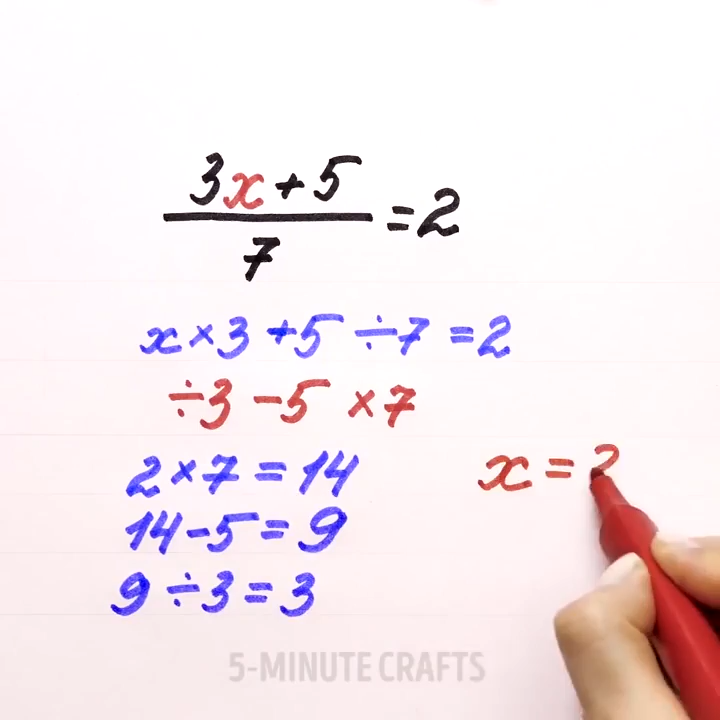 3x+5
7
=2
x×3+5÷7=2
÷3 -5 ×7
2×7=14
14-5=9
9÷3=3
x=
5-MINUTE CRAFTS